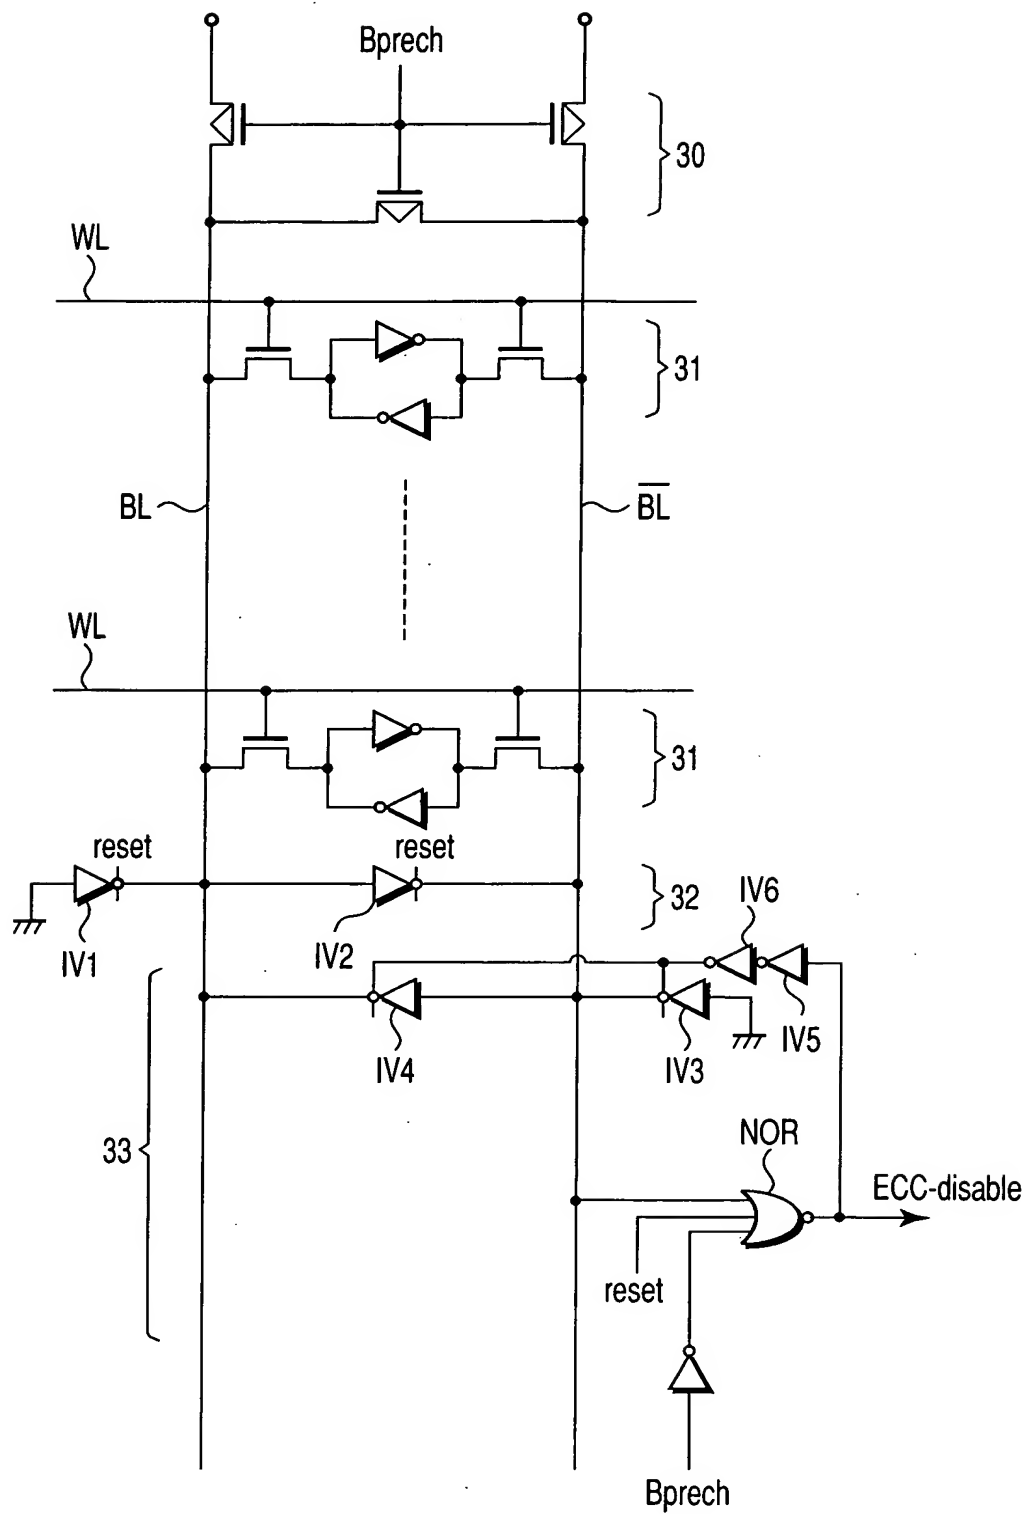 Bprech
30
WL
31
BL
B̅L̅
WL
31
reset
reset
32
IV1
IV2
IV6
IV5
IV4
IV3
33
NOR
ECC-disable
reset
Bprech